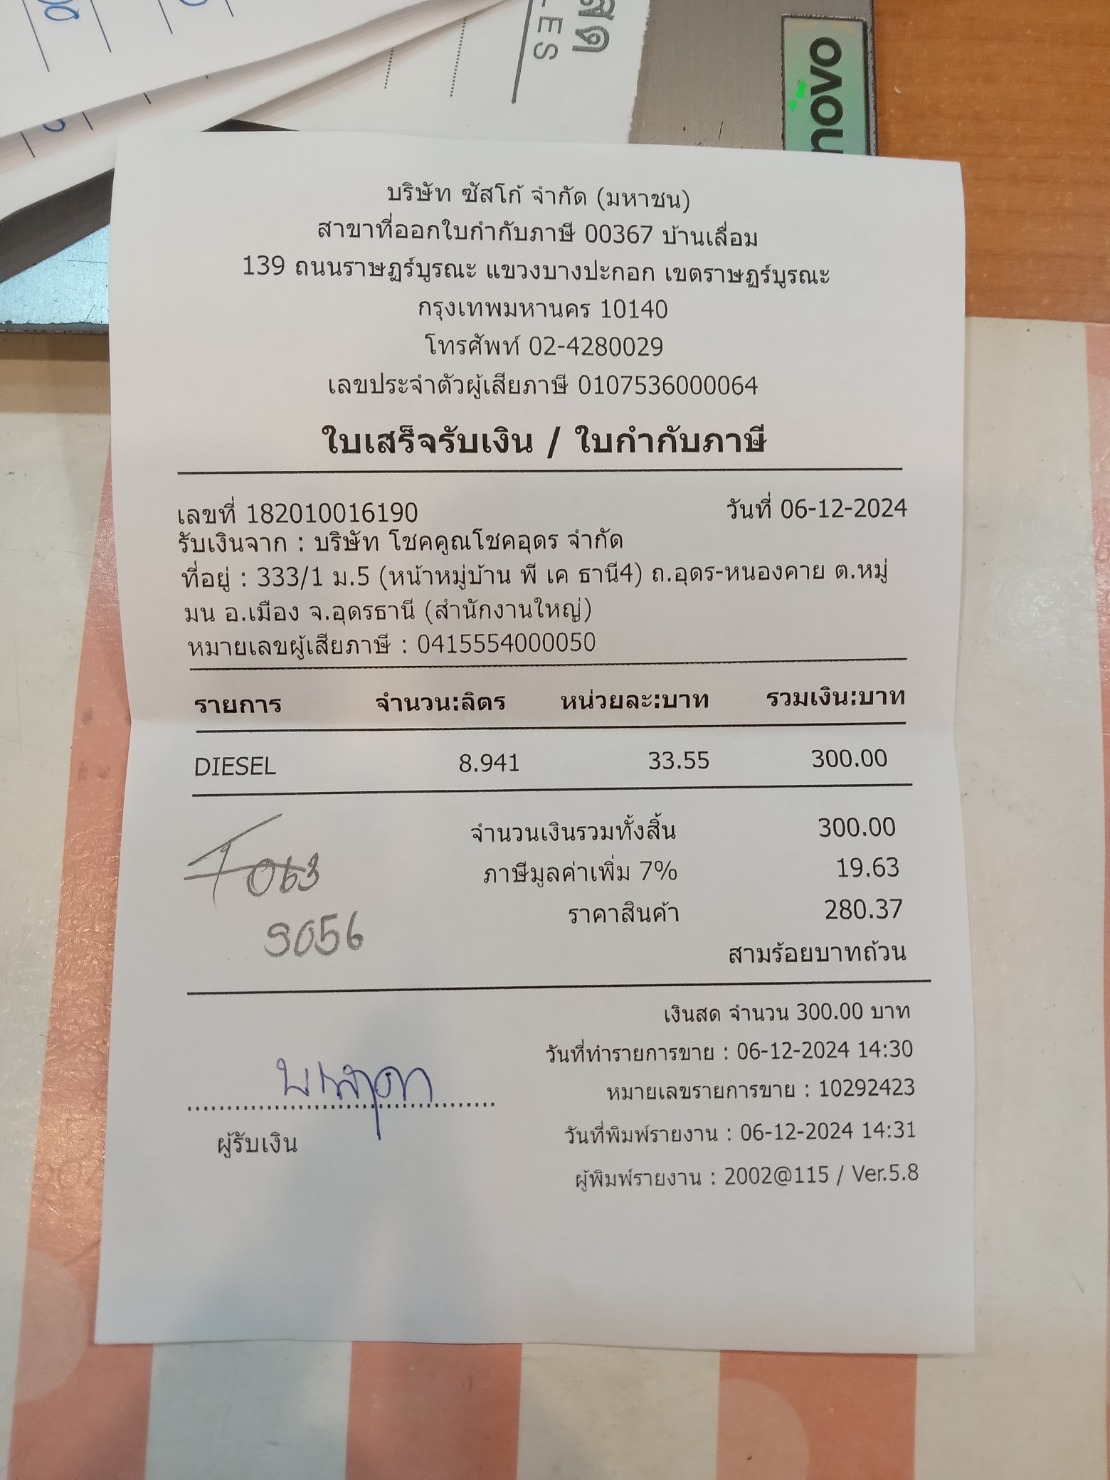 สด
LES
novo
บริษัท ซัสโก้ จำกัด (มหาชน)
สาขาที่ออกใบกำกับภาษี 00367 บ้านเลื่อม
139 ถนนราษฎร์บูรณะ แขวงบางปะกอก เขตราษฎร์บูรณะ
กรุงเทพมหานคร 10140
โทรศัพท์ 02-4280029
เลขประจำตัวผู้เสียภาษี 0107536000064
ใบเสร็จรับเงิน / ใบกำกับภาษี
เลขที่ 182010016190 วันที่ 06-12-2024
รับเงินจาก : บริษัท โชคคูณโชคอุดร จำกัด
ที่อยู่ : 333/1 ม.5 (หน้าหมู่บ้าน พี เค ธานี4) ถ.อุดร-หนองคาย ต.หมู่
มน อ.เมือง จ.อุดรธานี (สำนักงานใหญ่)
หมายเลขผู้เสียภาษี : 0415554000050
รายการ จำนวน:ลิตร หน่วยละ:บาท รวมเงิน:บาท
DIESEL 8.941 33.55 300.00
จำนวนเงินรวมทั้งสิ้น 300.00
ภาษีมูลค่าเพิ่ม 7% 19.63
ราคาสินค้า 280.37
063
9056
สามร้อยบาทถ้วน
เงินสด จำนวน 300.00 บาท
วันที่ทำรายการขาย : 06-12-2024 14:30
หมายเลขรายการขาย : 10292423
ผู้รับเงิน
วันที่พิมพ์รายงาน : 06-12-2024 14:31
ผู้พิมพ์รายงาน : 2002@115 / Ver.5.8